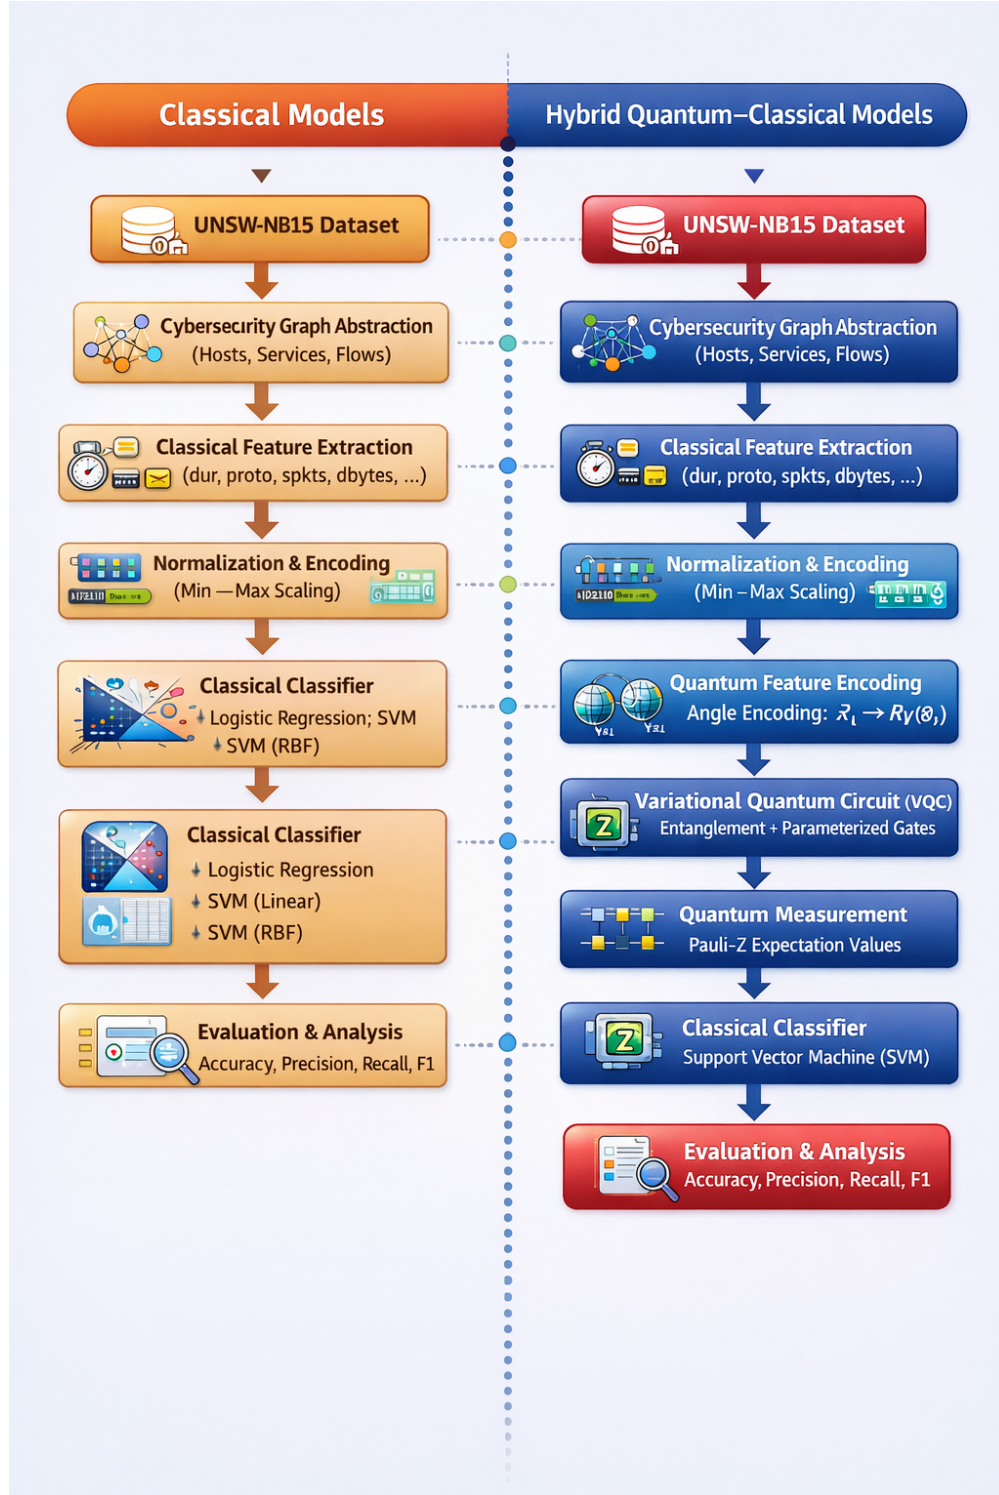 Classical Models
Hybrid Quantum–Classical Models
UNSW-NB15 Dataset
Cybersecurity Graph Abstraction
(Hosts, Services, Flows)
Classical Feature Extraction
(dur, proto, spkts, dbytes, ...)
Normalization & Encoding
(Min —Max Scaling)
Classical Classifier
Logistic Regression; SVM
SVM (RBF)
Classical Classifier
Logistic Regression
SVM (Linear)
SVM (RBF)
Evaluation & Analysis
Accuracy, Precision, Recall, F1
UNSW-NB15 Dataset
Cybersecurity Graph Abstraction
(Hosts, Services, Flows)
Classical Feature Extraction
(dur, proto, spkts, dbytes, ...)
Normalization & Encoding
(Min – Max Scaling)
Quantum Feature Encoding
Angle Encoding:
Variational Quantum Circuit (VQC)
Z
Entanglement + Parameterized Gates
Quantum Measurement
Pauli-Z Expectation Values
Classical Classifier
Z
Support Vector Machine (SVM)
Evaluation & Analysis
Accuracy, Precision, Recall, F1